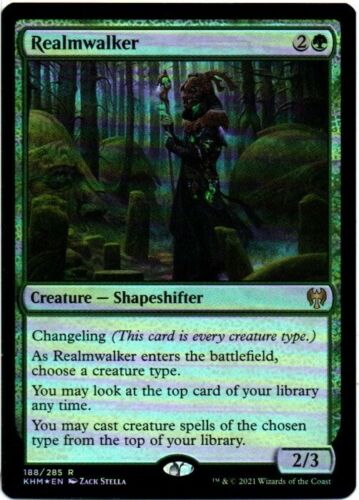 Realmwalker 2
Creature — Shapeshifter
Changeling (This card is every creature type.)
As Realmwalker enters the battlefield,
choose a creature type.
You may look at the top card of your library
any time.
You may cast creature spells of the chosen
type from the top of your library.
2/3
188/285 R
KHM★EN Zack Stella
™ & © 2021 Wizards of the Coast